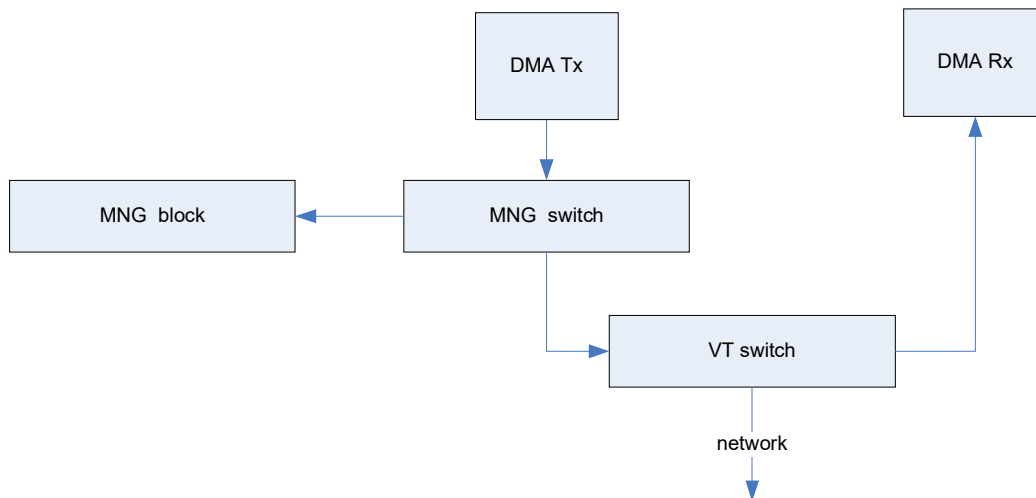 DMA Tx
DMA Rx
MNG block
MNG switch
VT switch
network